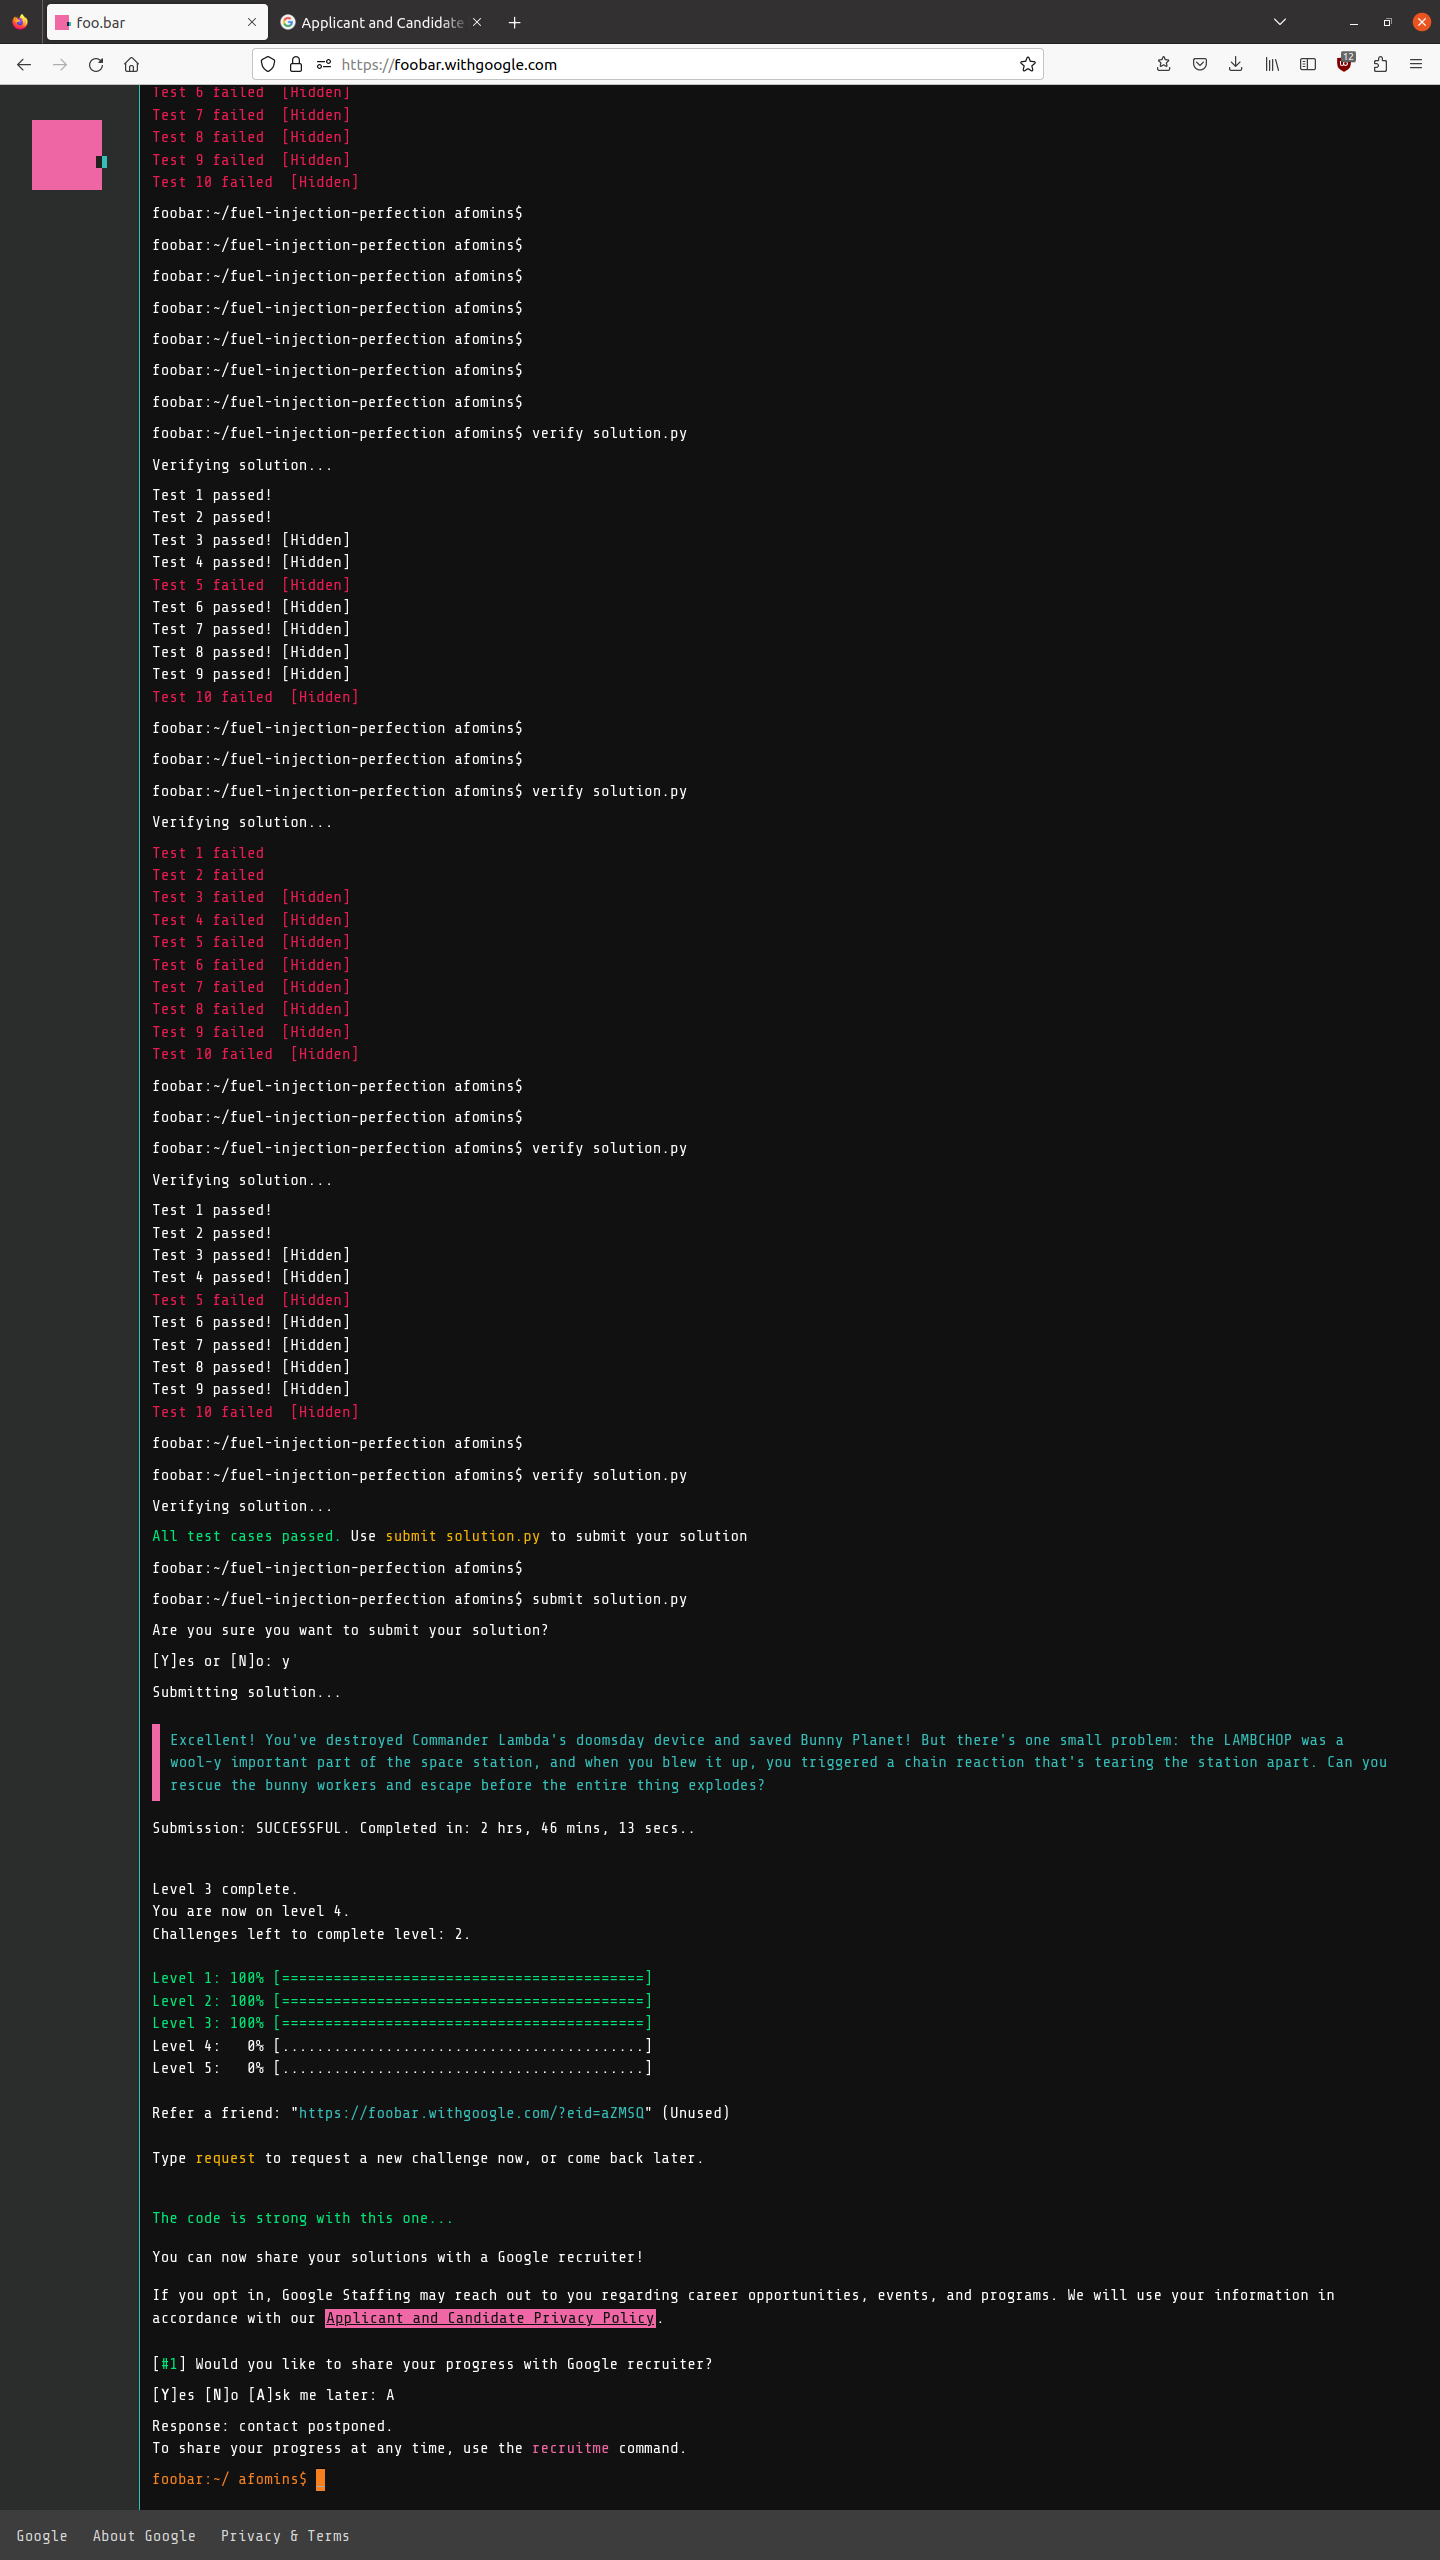 foo.bar
Applicant and Candidate
https://foobar.withgoogle.com
12
Test 6 failed  [Hidden]
Test 7 failed  [Hidden]
Test 8 failed  [Hidden]
Test 9 failed  [Hidden]
Test 10 failed  [Hidden]
foobar:~/fuel-injection-perfection afomins$
foobar:~/fuel-injection-perfection afomins$
foobar:~/fuel-injection-perfection afomins$
foobar:~/fuel-injection-perfection afomins$
foobar:~/fuel-injection-perfection afomins$
foobar:~/fuel-injection-perfection afomins$
foobar:~/fuel-injection-perfection afomins$
foobar:~/fuel-injection-perfection afomins$ verify solution.py
Verifying solution...
Test 1 passed!
Test 2 passed!
Test 3 passed! [Hidden]
Test 4 passed! [Hidden]
Test 5 failed  [Hidden]
Test 6 passed! [Hidden]
Test 7 passed! [Hidden]
Test 8 passed! [Hidden]
Test 9 passed! [Hidden]
Test 10 failed  [Hidden]
foobar:~/fuel-injection-perfection afomins$
foobar:~/fuel-injection-perfection afomins$
foobar:~/fuel-injection-perfection afomins$ verify solution.py
Verifying solution...
Test 1 failed
Test 2 failed
Test 3 failed  [Hidden]
Test 4 failed  [Hidden]
Test 5 failed  [Hidden]
Test 6 failed  [Hidden]
Test 7 failed  [Hidden]
Test 8 failed  [Hidden]
Test 9 failed  [Hidden]
Test 10 failed  [Hidden]
foobar:~/fuel-injection-perfection afomins$
foobar:~/fuel-injection-perfection afomins$
foobar:~/fuel-injection-perfection afomins$ verify solution.py
Verifying solution...
Test 1 passed!
Test 2 passed!
Test 3 passed! [Hidden]
Test 4 passed! [Hidden]
Test 5 failed  [Hidden]
Test 6 passed! [Hidden]
Test 7 passed! [Hidden]
Test 8 passed! [Hidden]
Test 9 passed! [Hidden]
Test 10 failed  [Hidden]
foobar:~/fuel-injection-perfection afomins$
foobar:~/fuel-injection-perfection afomins$ verify solution.py
Verifying solution...
All test cases passed. Use submit solution.py to submit your solution
foobar:~/fuel-injection-perfection afomins$
foobar:~/fuel-injection-perfection afomins$ submit solution.py
Are you sure you want to submit your solution?
[Y]es or [N]o: y
Submitting solution...
Excellent! You've destroyed Commander Lambda's doomsday device and saved Bunny Planet! But there's one small problem: the LAMBCHOP was a
wool-y important part of the space station, and when you blew it up, you triggered a chain reaction that's tearing the station apart. Can you
rescue the bunny workers and escape before the entire thing explodes?
Submission: SUCCESSFUL. Completed in: 2 hrs, 46 mins, 13 secs..
Level 3 complete.
You are now on level 4.
Challenges left to complete level: 2.
Level 1: 100% [==========================================]
Level 2: 100% [==========================================]
Level 3: 100% [==========================================]
Level 4:   0% [..........................................]
Level 5:   0% [..........................................]
Refer a friend: "https://foobar.withgoogle.com/?eid=aZMSQ" (Unused)
Type request to request a new challenge now, or come back later.
The code is strong with this one...
You can now share your solutions with a Google recruiter!
If you opt in, Google Staffing may reach out to you regarding career opportunities, events, and programs. We will use your information in
accordance with our Applicant and Candidate Privacy Policy.
[#1] Would you like to share your progress with Google recruiter?
[Y]es [N]o [A]sk me later: A
Response: contact postponed.
To share your progress at any time, use the recruitme command.
foobar:~/ afomins$
Google   About Google   Privacy & Terms